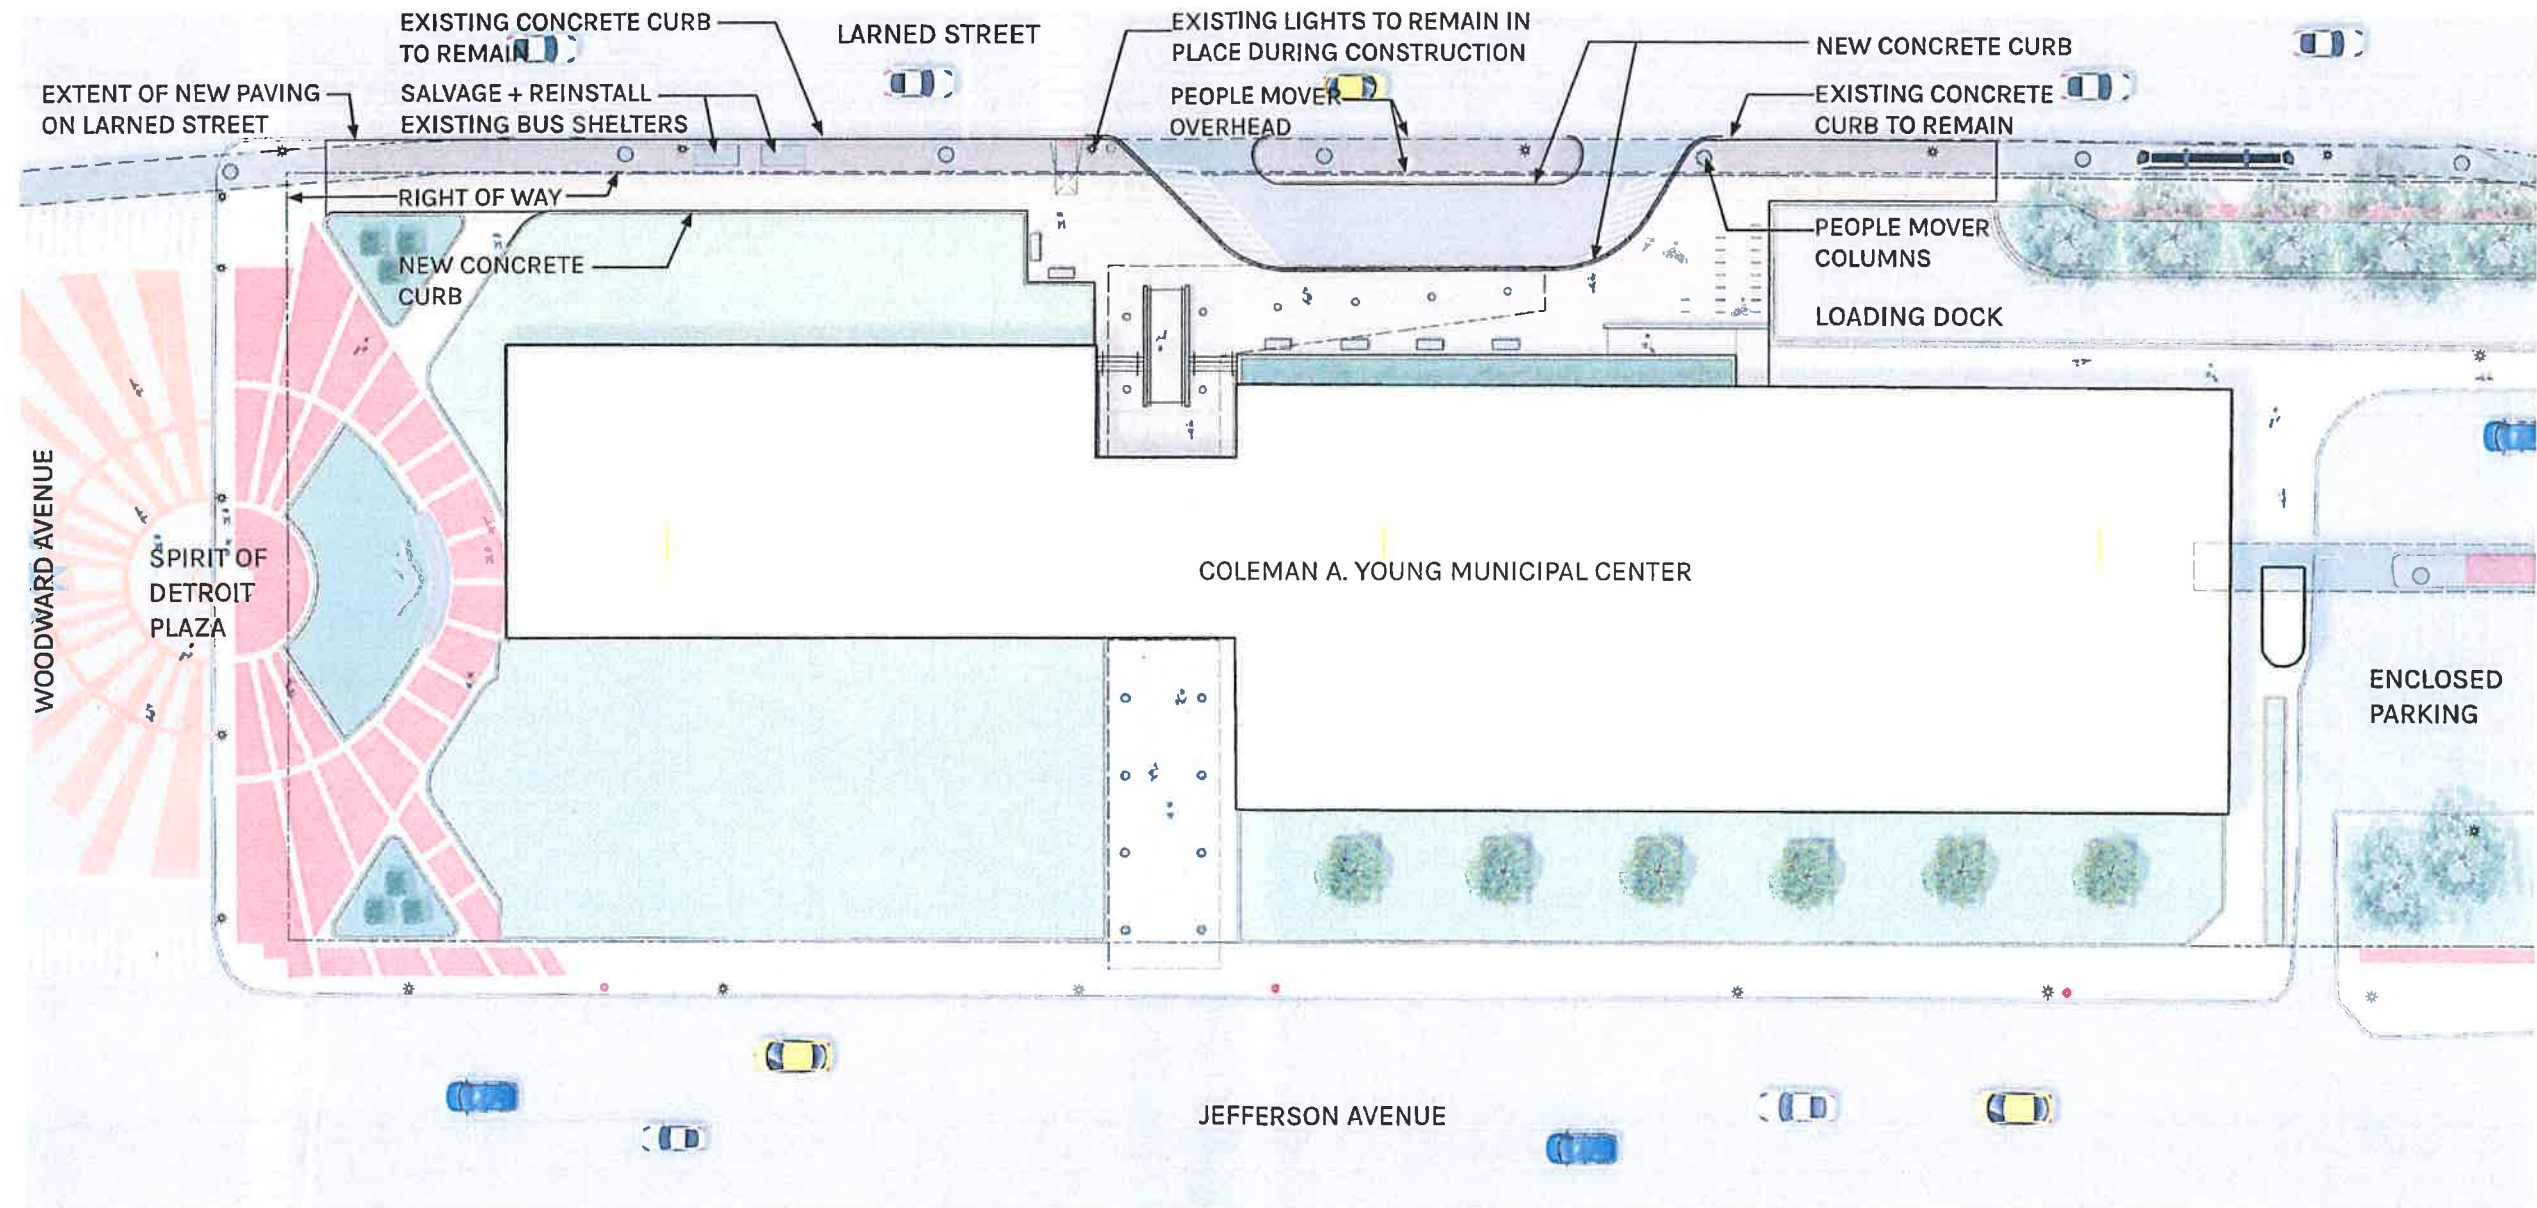 EXISTING CONCRETE CURB
TO REMAIN
LARNED STREET
EXISTING LIGHTS TO REMAIN IN
PLACE DURING CONSTRUCTION
NEW CONCRETE CURB
EXTENT OF NEW PAVING
ON LARNED STREET
SALVAGE + REINSTALL
EXISTING BUS SHELTERS
PEOPLE MOVER
OVERHEAD
EXISTING CONCRETE
CURB TO REMAIN
RIGHT OF WAY
NEW CONCRETE
CURB
PEOPLE MOVER
COLUMNS
LOADING DOCK
WOODWARD AVENUE
SPIRIT OF
DETROIT
PLAZA
COLEMAN A. YOUNG MUNICIPAL CENTER
ENCLOSED
PARKING
JEFFERSON AVENUE